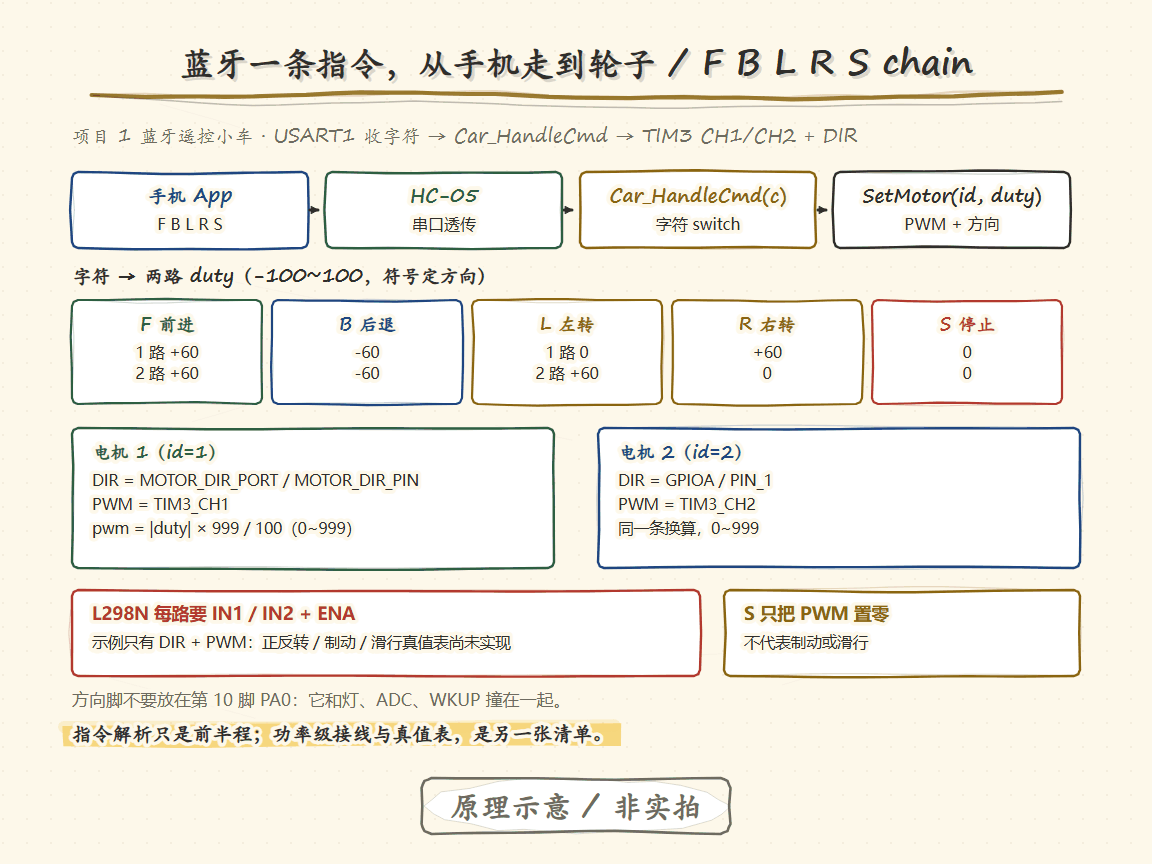 蓝牙一条指令，从手机走到轮子 / F B L R S chain
项目 1 蓝牙遥控小车 · USART1 收字符 → Car_HandleCmd → TIM3 CH1/CH2 + DIR
手机 App
F B L R S
HC-05
串口透传
Car_HandleCmd(c)
字符 switch
SetMotor(id, duty)
PWM + 方向
字符 → 两路 duty（-100~100，符号定方向）
F 前进
1 路 +60
2 路 +60
B 后退
-60
-60
L 左转
1 路 0
2 路 +60
R 右转
+60
0
S 停止
0
0
电机 1（id=1）
DIR = MOTOR_DIR_PORT / MOTOR_DIR_PIN
PWM = TIM3_CH1
pwm = |duty| × 999 / 100（0~999）
电机 2（id=2）
DIR = GPIOA / PIN_1
PWM = TIM3_CH2
同一条换算，0~999
L298N 每路要 IN1 / IN2 + ENA
示例只有 DIR + PWM：正反转 / 制动 / 滑行真值表尚未实现
S 只把 PWM 置零
不代表制动或滑行
方向脚不要放在第 10 脚 PA0：它和灯、ADC、WKUP 撞在一起。
指令解析只是前半程；功率级接线与真值表，是另一张清单。
原理示意 / 非实拍